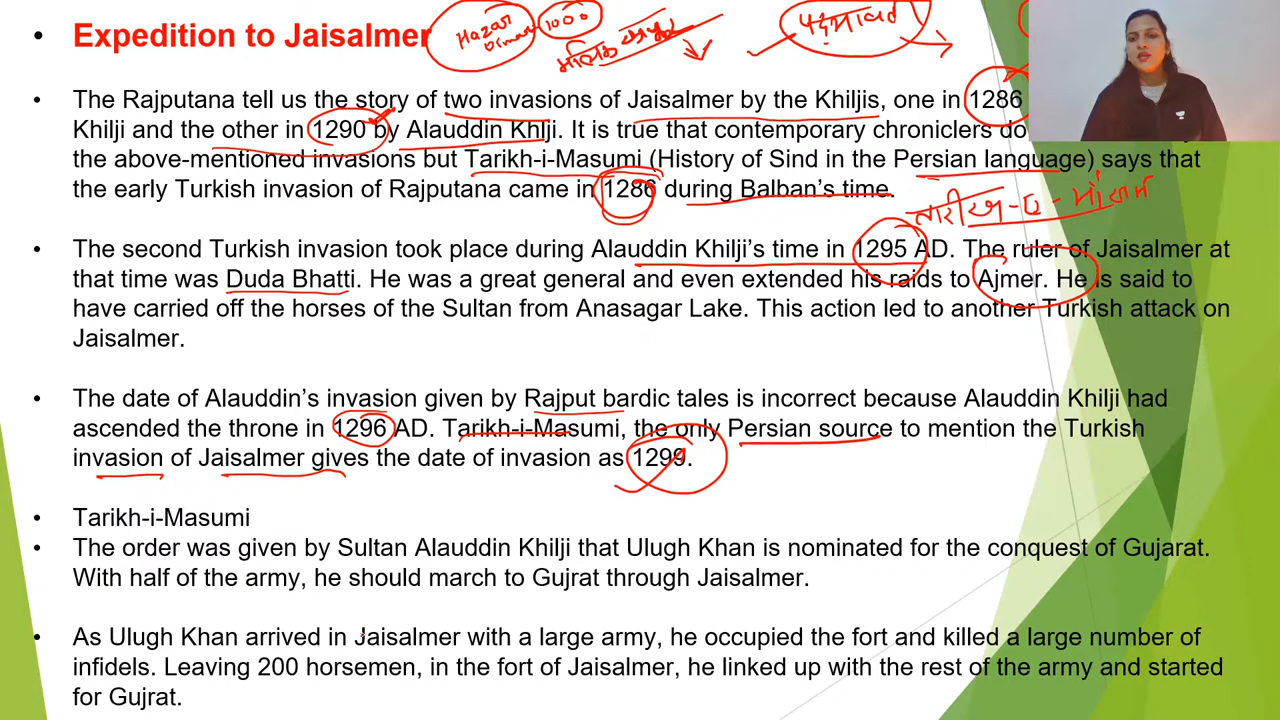 Expedition to Jaisalmer
Hazar
1000
पद्मावत
The Rajputana tell us the story of two invasions of Jaisalmer by the Khiljis, one in 1286
Khilji and the other in 1290 by Alauddin Khlji. It is true that contemporary chroniclers do
the above-mentioned invasions but Tarikh-i-Masumi (History of Sind in the Persian language) says that
the early Turkish invasion of Rajputana came in 1286 during Balban's time.
तारीख-ए-
The second Turkish invasion took place during Alauddin Khilji's time in 1295 AD. The ruler of Jaisalmer at
that time was Duda Bhatti. He was a great general and even extended his raids to Ajmer. He is said to
have carried off the horses of the Sultan from Anasagar Lake. This action led to another Turkish attack on
Jaisalmer.
The date of Alauddin's invasion given by Rajput bardic tales is incorrect because Alauddin Khilji had
ascended the throne in 1296 AD. Tarikh-i-Masumi, the only Persian source to mention the Turkish
invasion of Jaisalmer gives the date of invasion as 1299.
Tarikh-i-Masumi
The order was given by Sultan Alauddin Khilji that Ulugh Khan is nominated for the conquest of Gujarat.
With half of the army, he should march to Gujrat through Jaisalmer.
As Ulugh Khan arrived in Jaisalmer with a large army, he occupied the fort and killed a large number of
infidels. Leaving 200 horsemen, in the fort of Jaisalmer, he linked up with the rest of the army and started
for Gujrat.